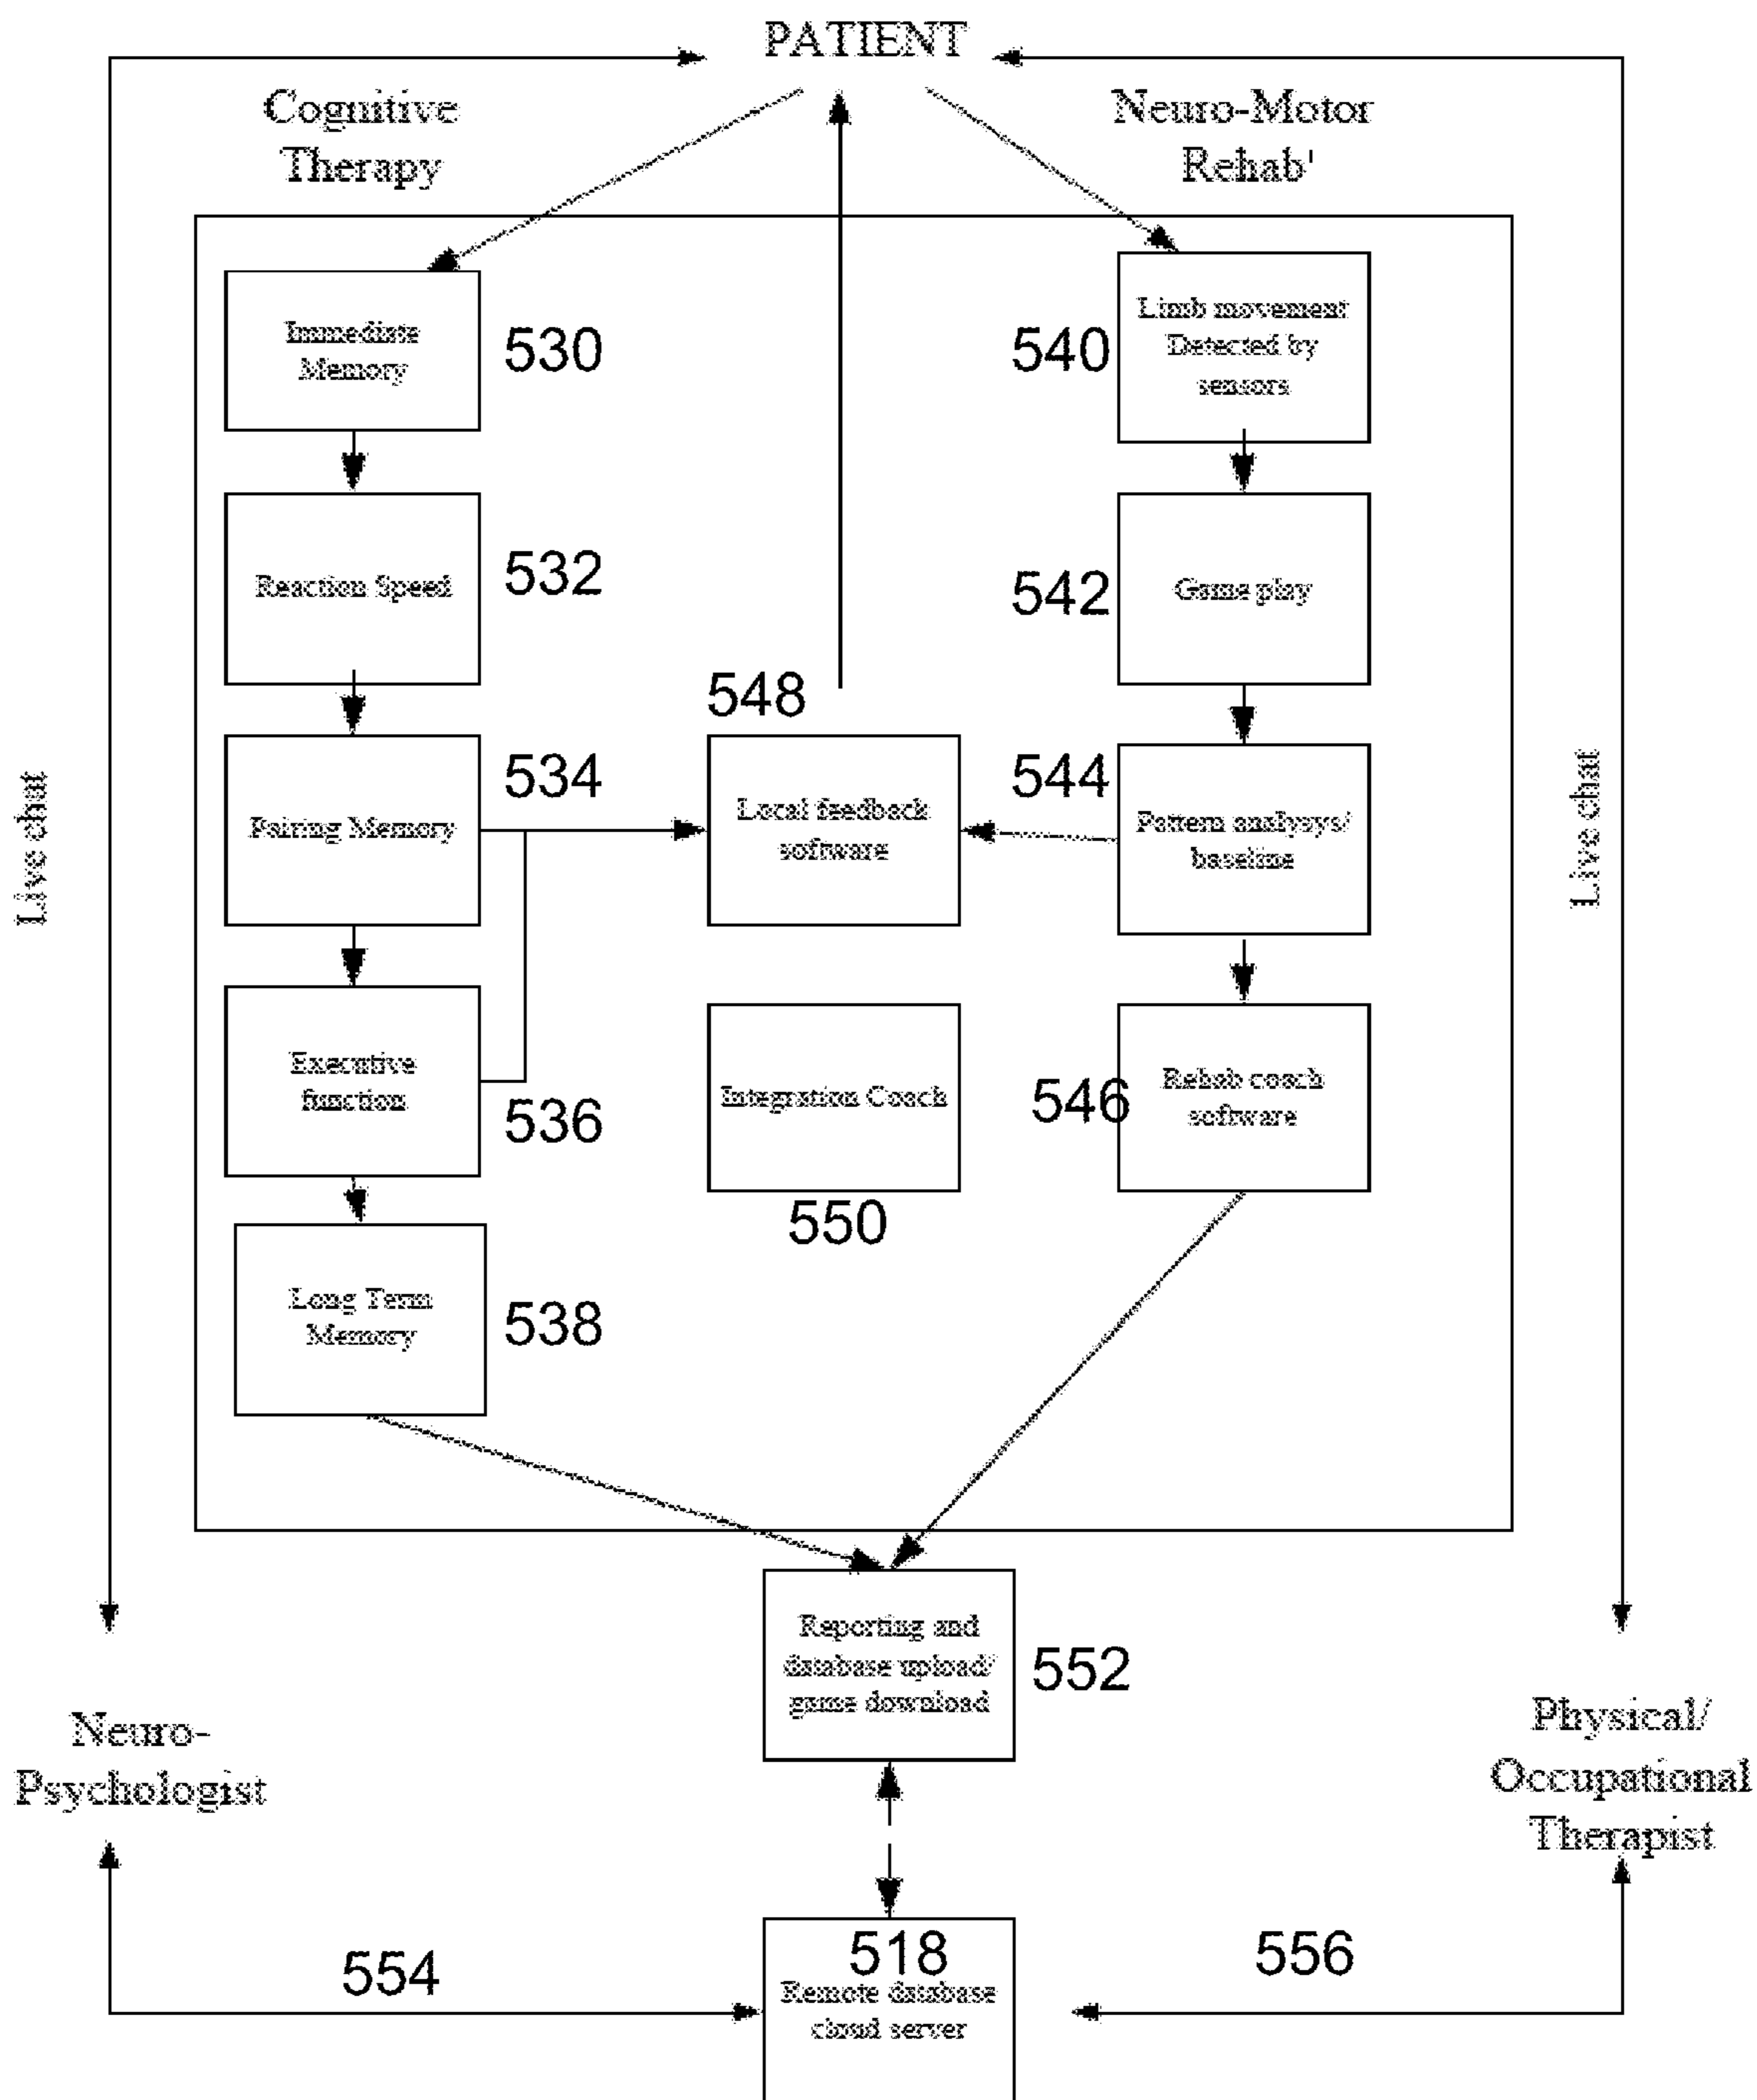 PATIENT
Cognitive
Therapy
Neuro-Motor
Rehab'
Immediate
Memory
530
540
Limb movement
Detected by
sensors
Reaction Speed
532
542
Game play
548
Pairing Memory
534
Local feedback
software
544
Pattern analysys/
baseline
Live chat
Live chat
Executive
function
536
Integration Coach
550
546
Rehab coach
software
Long Term
Memory
538
Reporting and
database upload/
game download
552
Neuro-
Psychologist
Physical/
Occupational
Therapist
554
518
Remote database
cloud server
556